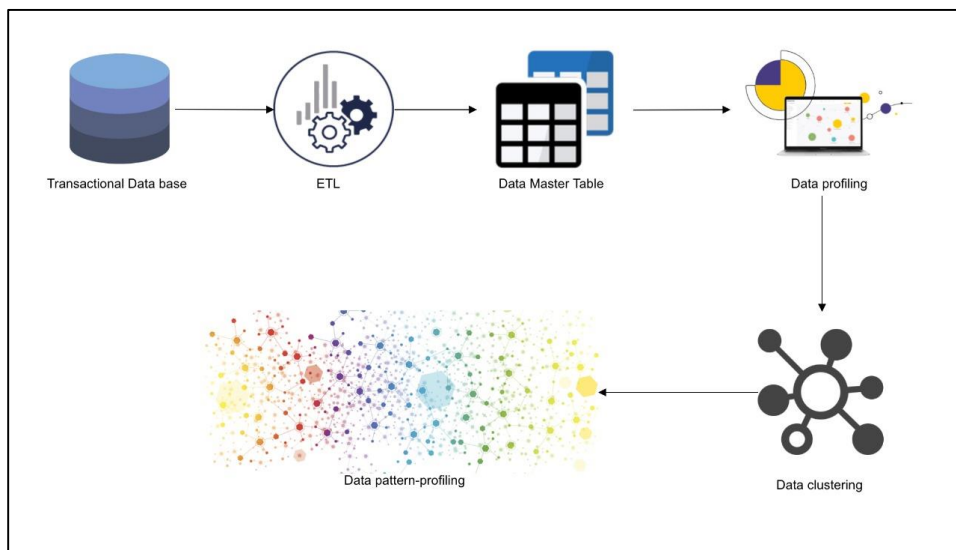 Transactional Data base
ETL
Data Master Table
Data profiling
Data pattern-profiling
Data clustering